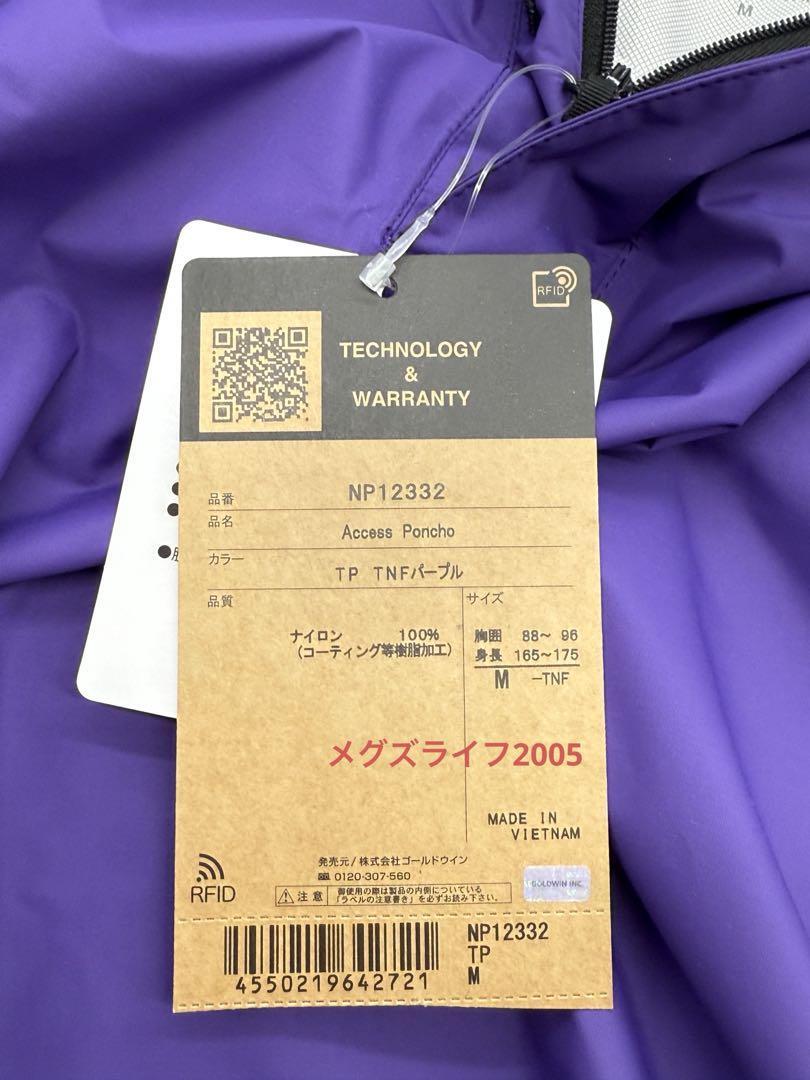 M
RFID
TECHNOLOGY
&
WARRANTY
品番 NP12332
品名 Access Poncho
カラー TP TNFパープル
品質
ナイロン 100%
(コーティング等樹脂加工)
サイズ
胸囲 88~ 96
身長 165~175
M -TNF
メグズライフ2005
MADE IN
VIETNAM
発売元/株式会社ゴールドウイン
0120-307-560
RFID
注意
御使用の際は製品の内側についている
「ラベルの注意書き」を必ずお読み下さい。
GOLDWIN INC.
4550219642721
NP12332
TP
M